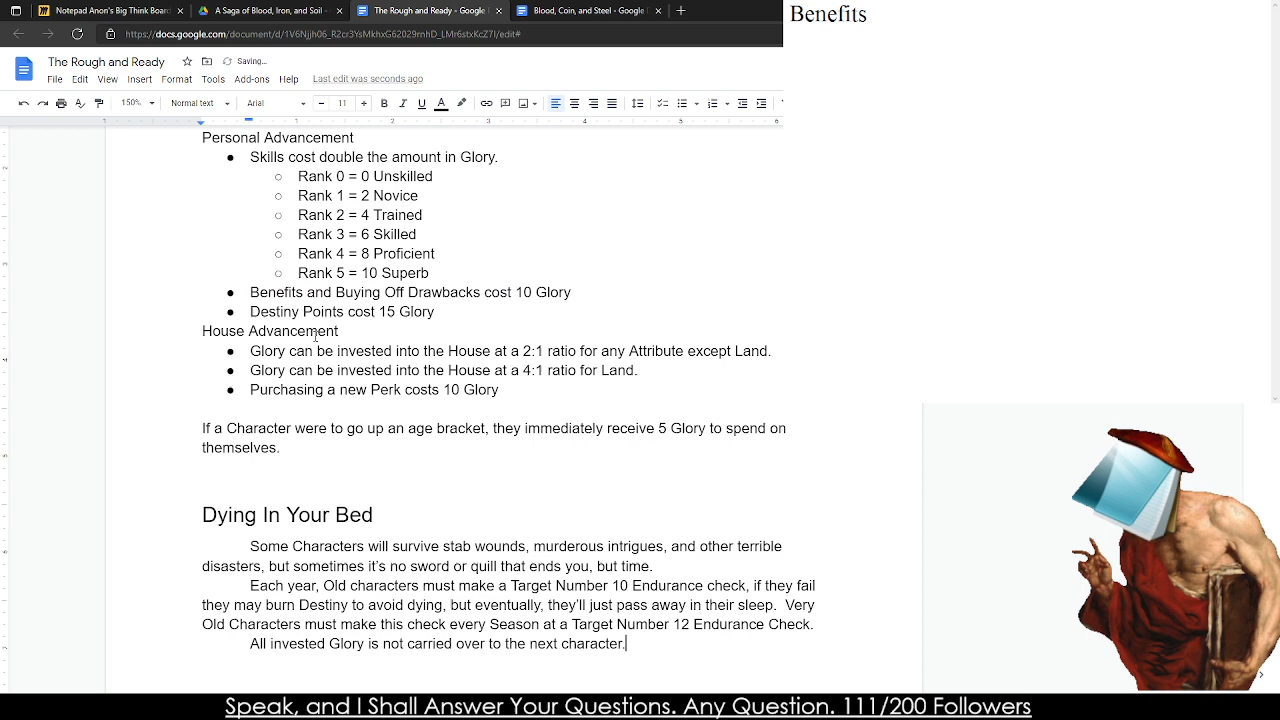 Notepad Anon's Big Think Board
A Saga of Blood, Iron, and Soil -
The Rough and Ready - Google
Blood, Coin, and Steel - Google
Benefits
The Rough and Ready
Saving...
File Edit View Insert Format Tools Add-ons Help Last edit was seconds ago
150% Normal text Arial 11
Personal Advancement
● Skills cost double the amount in Glory.
○ Rank 0 = 0 Unskilled
○ Rank 1 = 2 Novice
○ Rank 2 = 4 Trained
○ Rank 3 = 6 Skilled
○ Rank 4 = 8 Proficient
○ Rank 5 = 10 Superb
● Benefits and Buying Off Drawbacks cost 10 Glory
● Destiny Points cost 15 Glory
House Advancement
● Glory can be invested into the House at a 2:1 ratio for any Attribute except Land.
● Glory can be invested into the House at a 4:1 ratio for Land.
● Purchasing a new Perk costs 10 Glory
If a Character were to go up an age bracket, they immediately receive 5 Glory to spend on
themselves.
Dying In Your Bed
Some Characters will survive stab wounds, murderous intrigues, and other terrible
disasters, but sometimes it's no sword or quill that ends you, but time.
Each year, Old characters must make a Target Number 10 Endurance check, if they fail
they may burn Destiny to avoid dying, but eventually, they'll just pass away in their sleep. Very
Old Characters must make this check every Season at a Target Number 12 Endurance Check.
All invested Glory is not carried over to the next character.
Speak, and I Shall Answer Your Questions. Any Question. 111/200 Followers